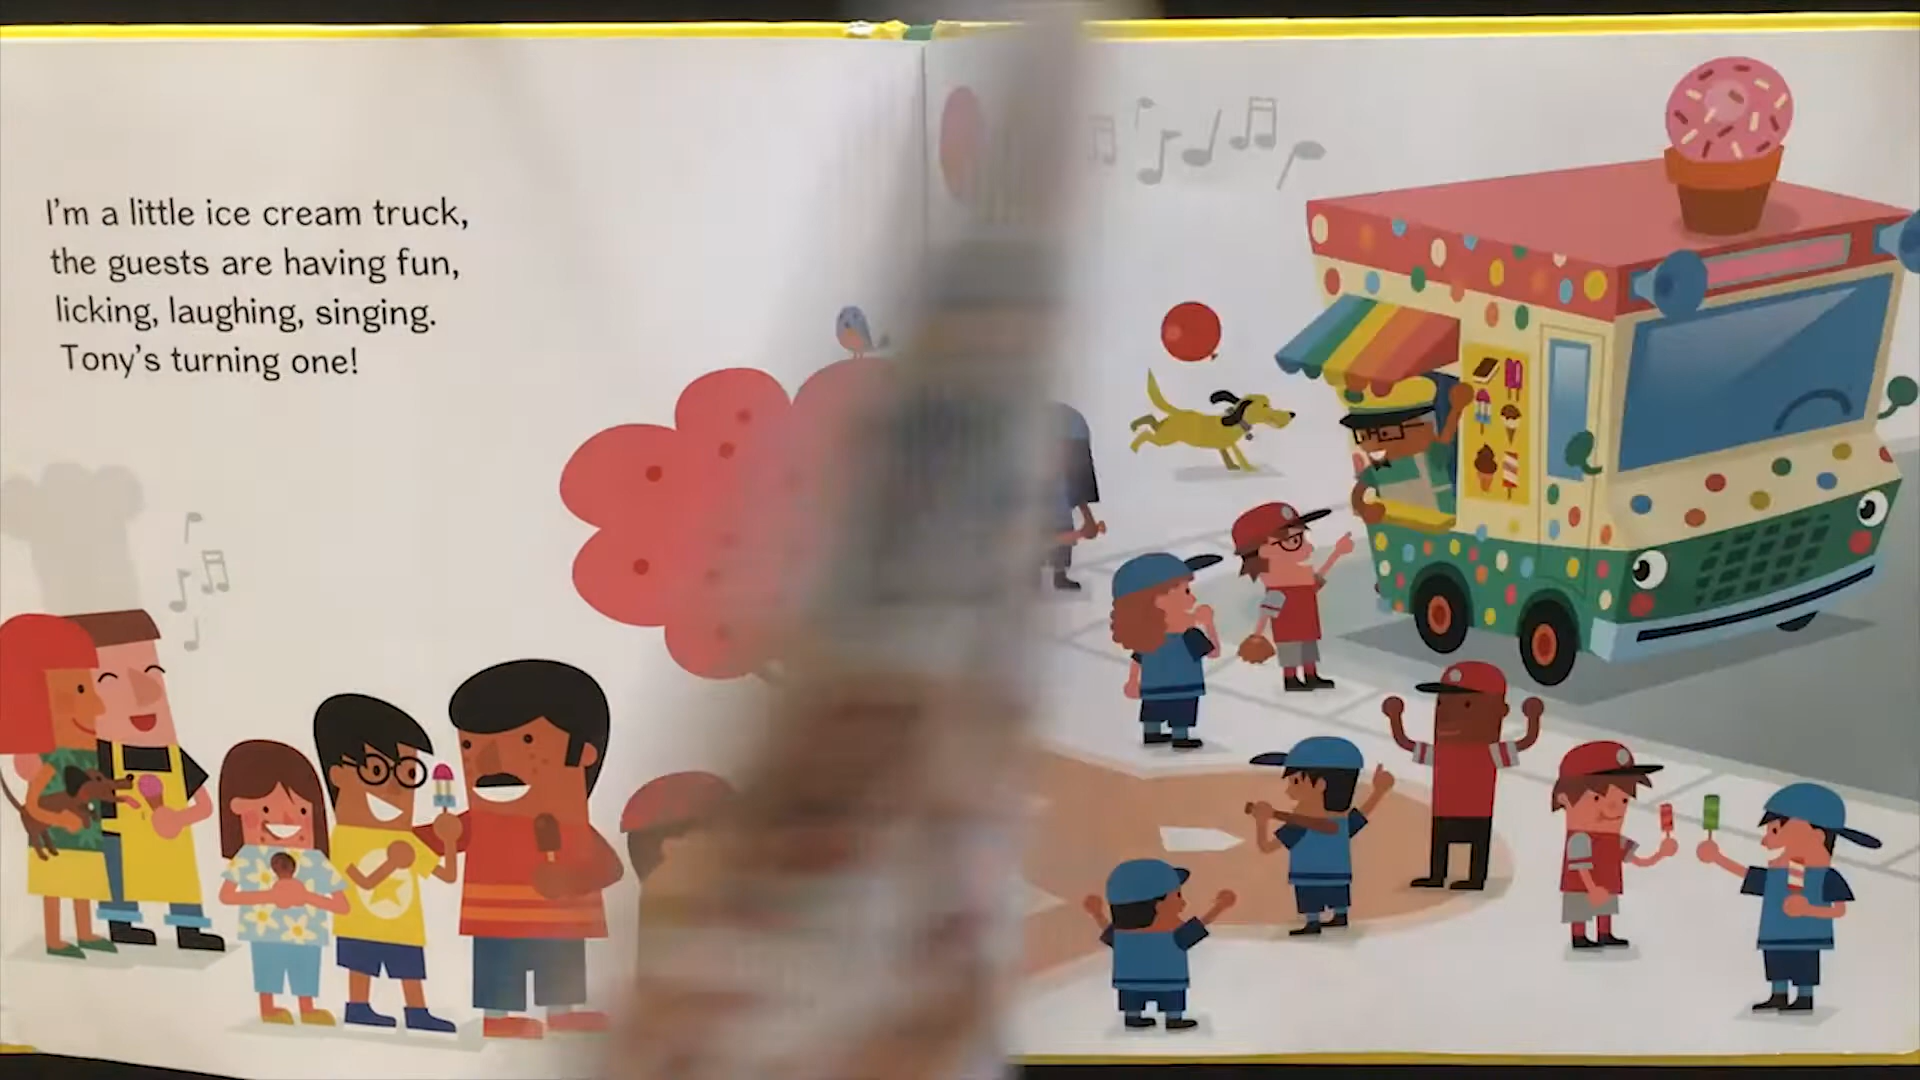 I'm a little ice cream truck,
the guests are having fun,
licking, laughing, singing.
Tony's turning one!